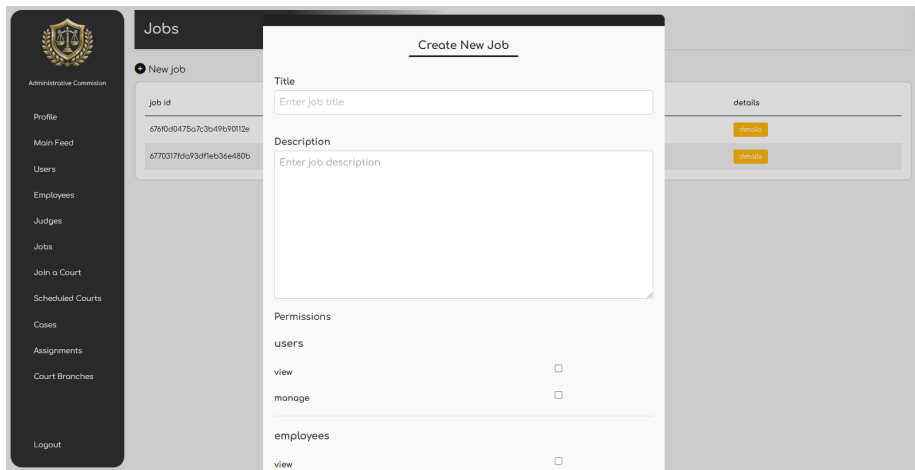 Administrative Commision
Profile
Main Feed
Users
Employees
Judges
Jobs
Join a Court
Scheduled Courts
Cases
Assignments
Court Branches
Logout
Jobs
New job
job id
details
676f0d0475a7c3b49b90112e
details
6770317fda93df1eb36e480b
details
Create New Job
Title
Enter job title
Description
Enter job description
Permissions
users
view
manage
employees
view